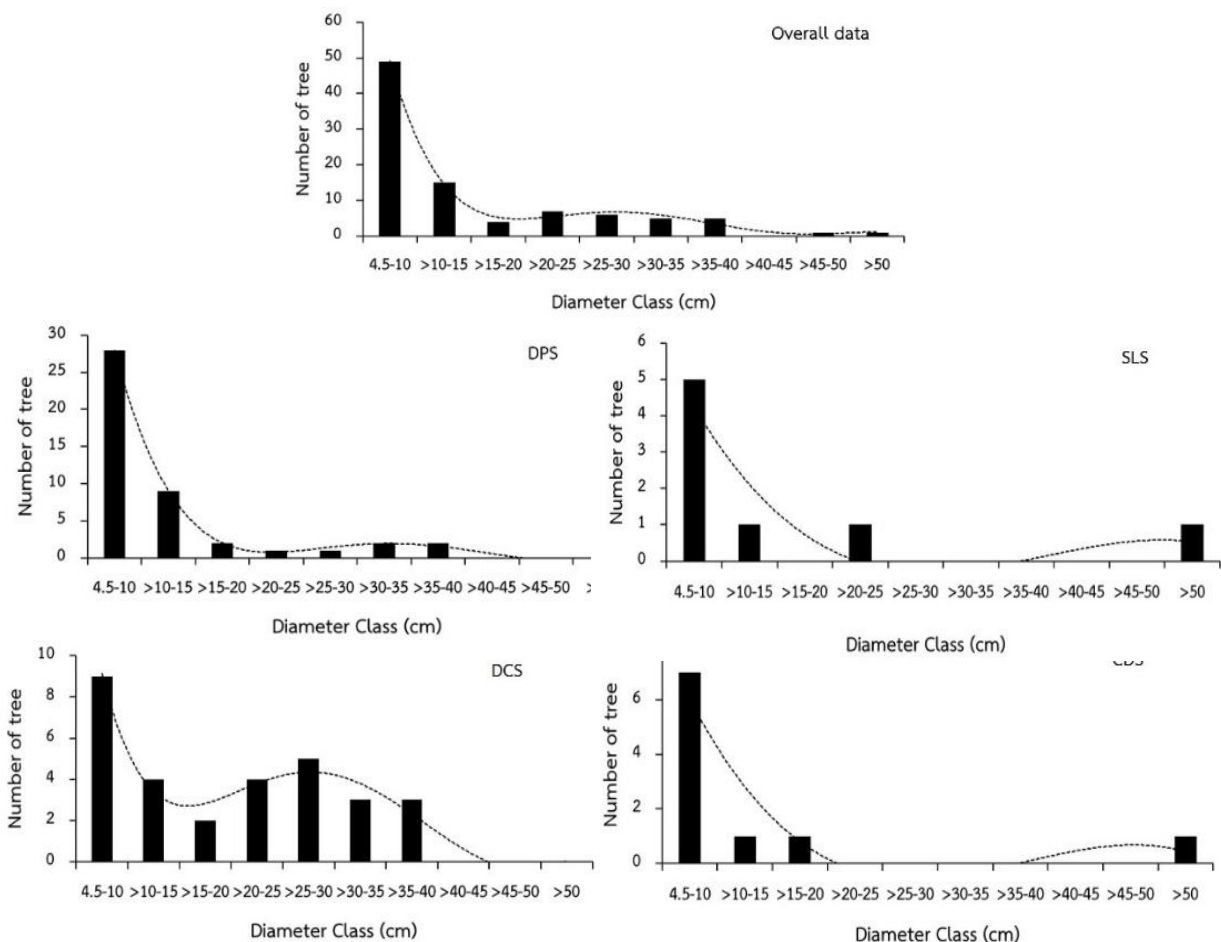 Overall data
Number of tree
60
50
40
30
20
10
0
4.5-10 >10-15 >15-20 >20-25 >25-30 >30-35 >35-40 >40-45 >45-50 >50
Diameter Class (cm)
DPS
Number of tree
30
25
20
15
10
5
0
4.5-10 >10-15 >15-20 >20-25 >25-30 >30-35 >35-40 >40-45 >45-50 >
Diameter Class (cm)
SLS
Number of tree
6
5
4
3
2
1
0
4.5-10 >10-15 >15-20 >20-25 >25-30 >30-35 >35-40 >40-45 >45-50 >50
Diameter Class (cm)
DCS
Number of tree
10
8
6
4
2
0
4.5-10 >10-15 >15-20 >20-25 >25-30 >30-35 >35-40 >40-45 >45-50 >50
Diameter Class (cm)
Number of tree
6
4
2
0
4.5-10 >10-15 >15-20 >20-25 >25-30 >30-35 >35-40 >40-45 >45-50 >50
Diameter Class (cm)